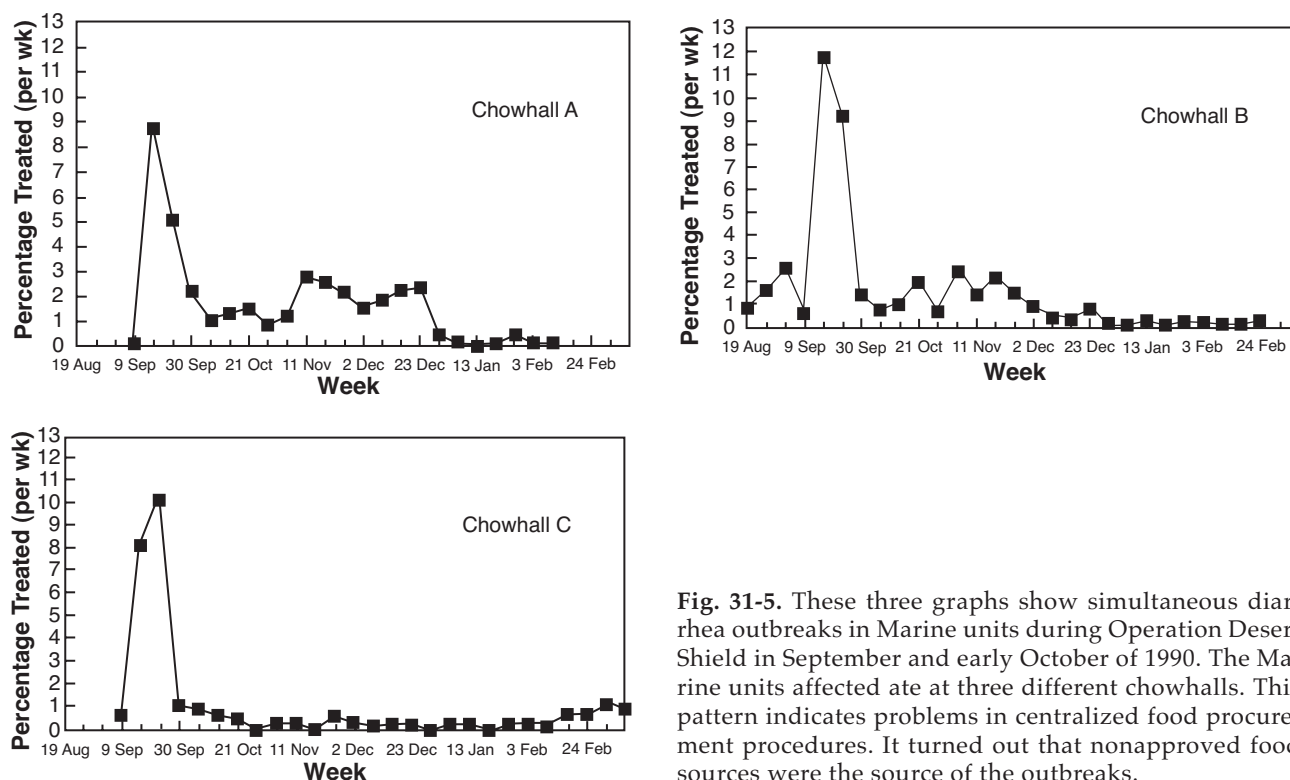 Percentage Treated (per wk)
13
12
11
10
9
8
7
6
5
4
3
2
1
0
Chowhall A
19 Aug 9 Sep 30 Sep 21 Oct 11 Nov 2 Dec 23 Dec 13 Jan 3 Feb 24 Feb
Week
Percentage Treated (per wk)
13
12
11
10
9
8
7
6
5
4
3
2
1
0
Chowhall B
19 Aug 9 Sep 30 Sep 21 Oct 11 Nov 2 Dec 23 Dec 13 Jan 3 Feb 24 Feb
Week
Percentage Treated (per wk)
13
12
11
10
9
8
7
6
5
4
3
2
1
0
Chowhall C
19 Aug 9 Sep 30 Sep 21 Oct 11 Nov 2 Dec 23 Dec 13 Jan 3 Feb 24 Feb
Week
Fig. 31-5. These three graphs show simultaneous diar
rhea outbreaks in Marine units during Operation Deser
Shield in September and early October of 1990. The Ma
rine units affected ate at three different chowhalls. Thi
pattern indicates problems in centralized food procure
ment procedures. It turned out that nonapproved food
sources were the source of the outbreaks.